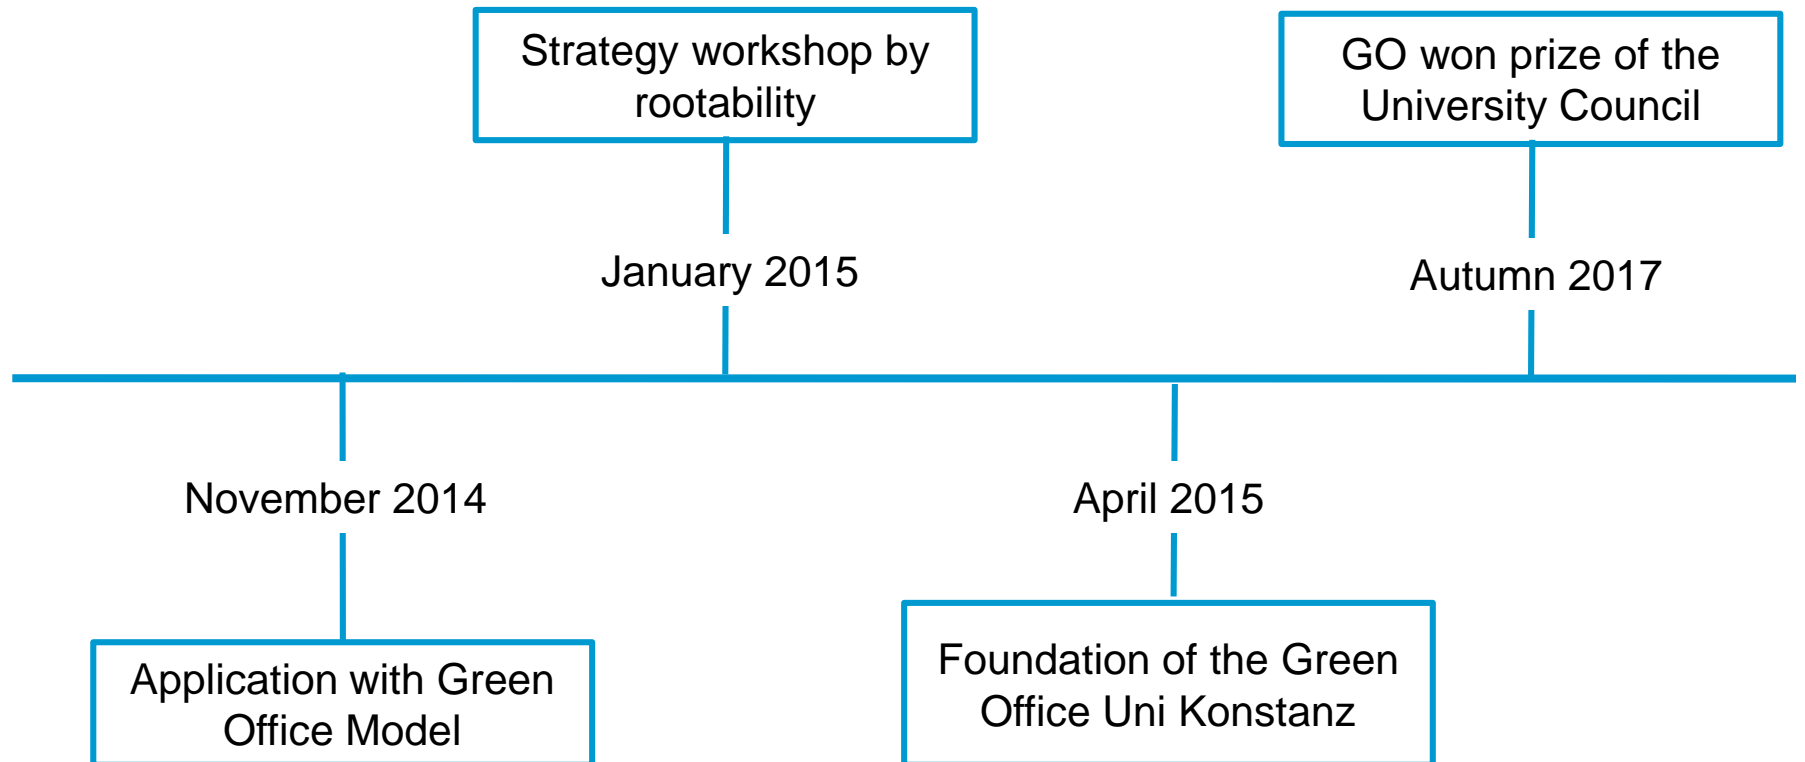 Strategy workshop by
rootability
GO won prize of the
University Council
January 2015
Autumn 2017
November 2014
April 2015
Application with Green
Office Model
Foundation of the Green
Office Uni Konstanz